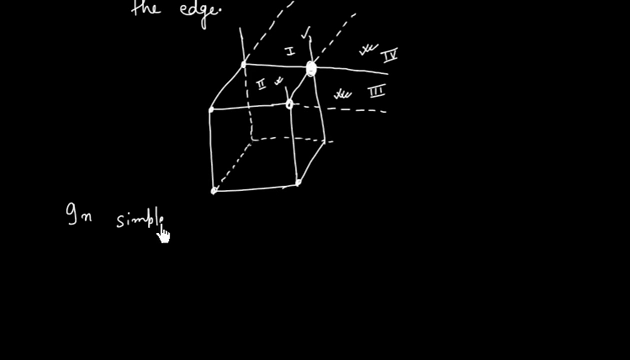 the edge.
I
IV
II
III
In simple